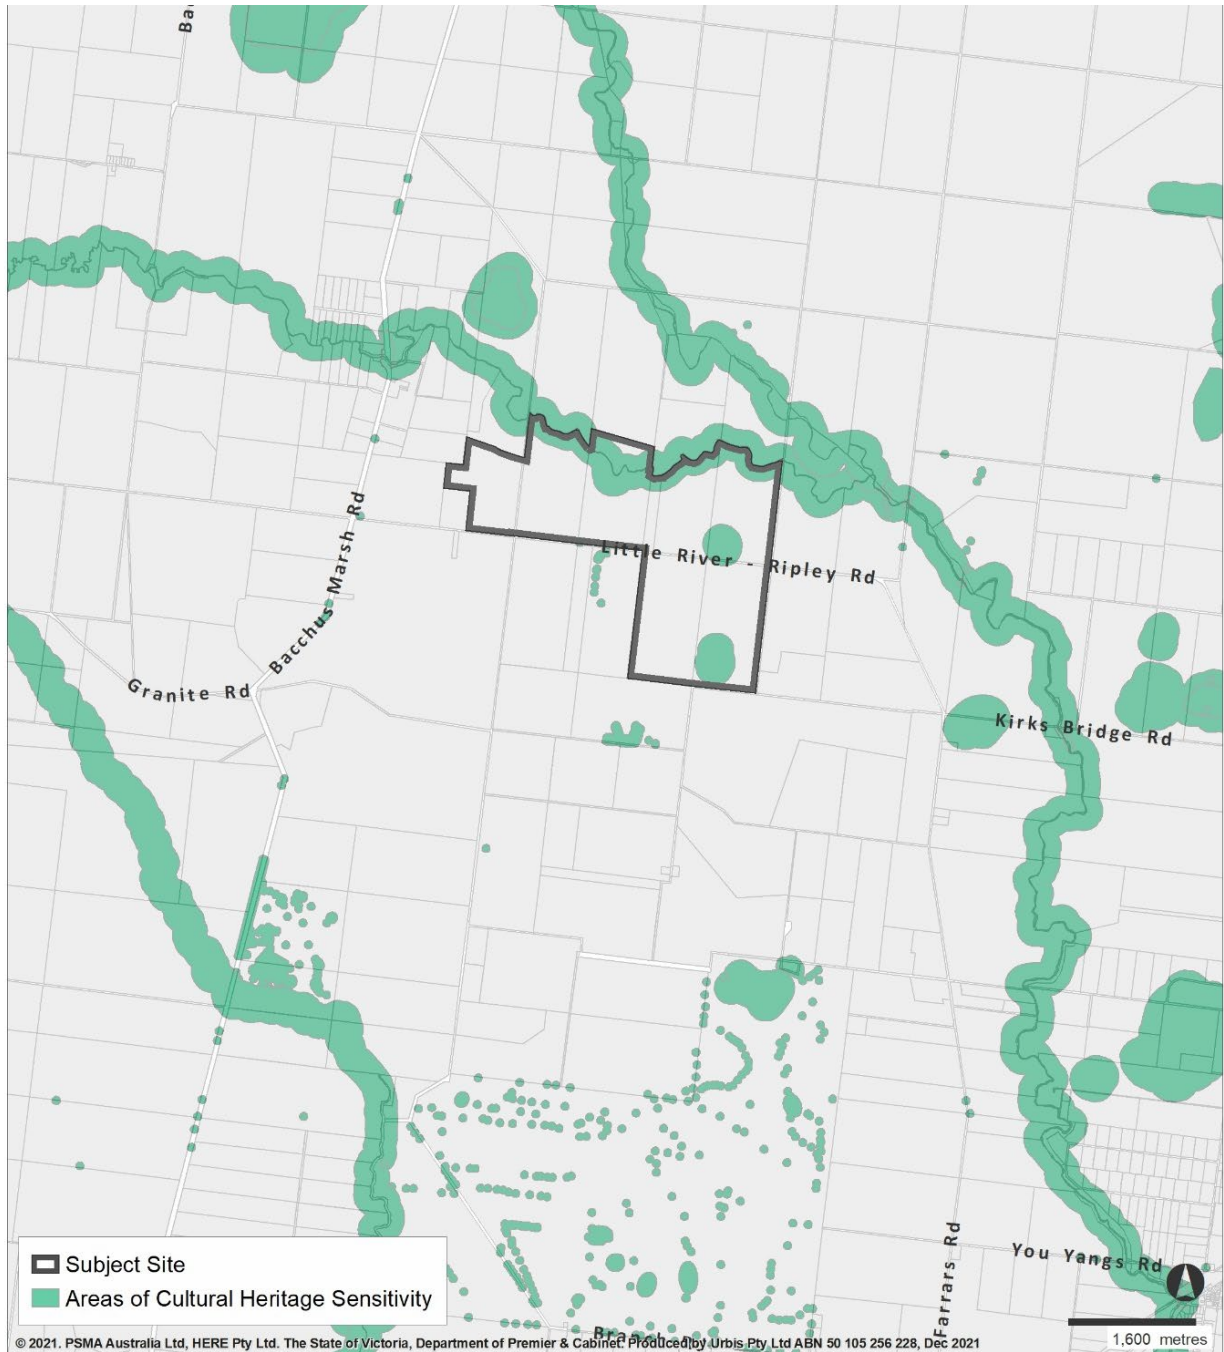 Ba
Little River - Ripley Rd
Bacchus Marsh Rd
Granite Rd
Kirks Bridge Rd
You Yangs Rd
Farrars Rd
Subject Site
Areas of Cultural Heritage Sensitivity
Branch
1,600 metres
© 2021. PSMA Australia Ltd, HERE Pty Ltd. The State of Victoria, Department of Premier & Cabinet. Produced by Urbis Pty Ltd ABN 50 105 256 228, Dec 2021